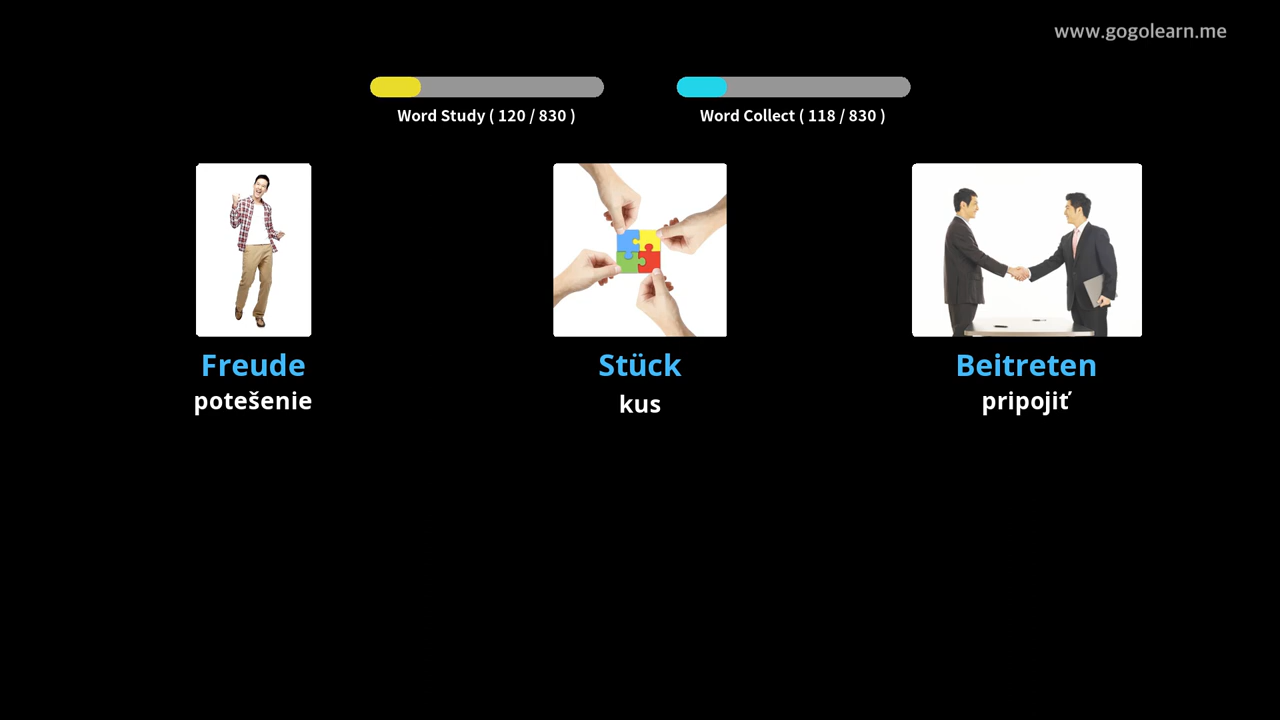 www.gogolearn.me
Word Study ( 120 / 830 )
Word Collect ( 118 / 830 )
Freude
potešenie
Stück
kus
Beitreten
pripojiť